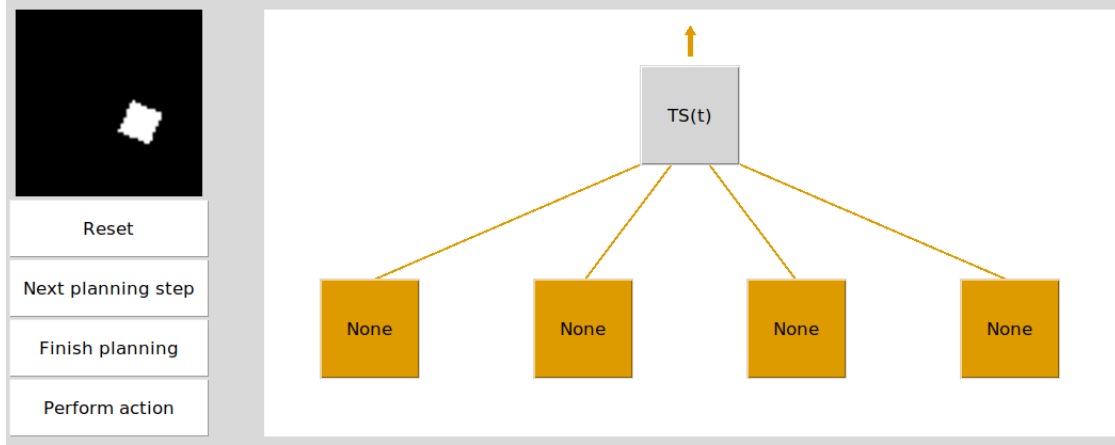 TS(t)
Reset
Next planning step
Finish planning
Perform action
None
None
None
None